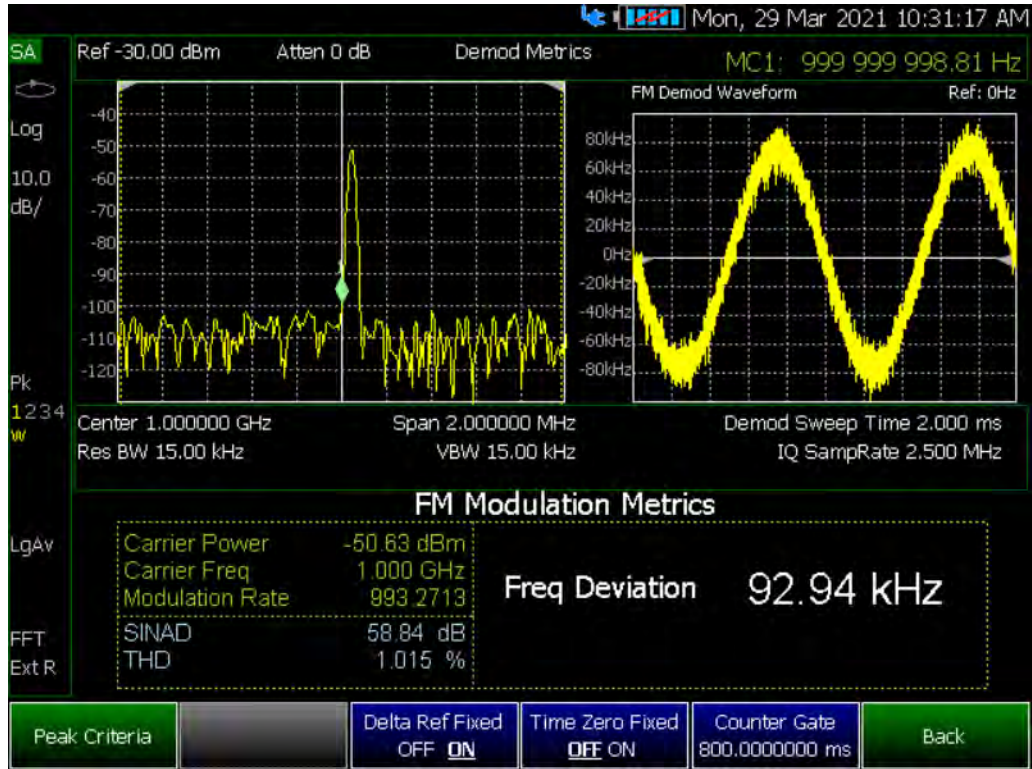 Mon, 29 Mar 2021 10:31:17 AM
SA
Ref -30.00 dBm Atten 0 dB Demod Metrics MC1: 999 999 998.81 Hz
FM Demod Waveform Ref: 0Hz
Log
10.0
dB/
-40
-50
-60
-70
-80
-90
-100
-110
-120
80kHz
60kHz
40kHz
20kHz
0Hz
-20kHz
-40kHz
-60kHz
-80kHz
Pk
1234
W
Center 1.000000 GHz Span 2.000000 MHz Demod Sweep Time 2.000 ms
Res BW 15.00 kHz VBW 15.00 kHz IQ SampRate 2.500 MHz
FM Modulation Metrics
LgAv
Carrier Power -50.63 dBm
Carrier Freq 1.000 GHz
Modulation Rate 993.2713
Freq Deviation 92.94 kHz
SINAD 58.84 dB
THD 1.015 %
FFT
Ext R
Peak Criteria
Delta Ref Fixed
OFF ON
Time Zero Fixed
OFF ON
Counter Gate
800.0000000 ms
Back